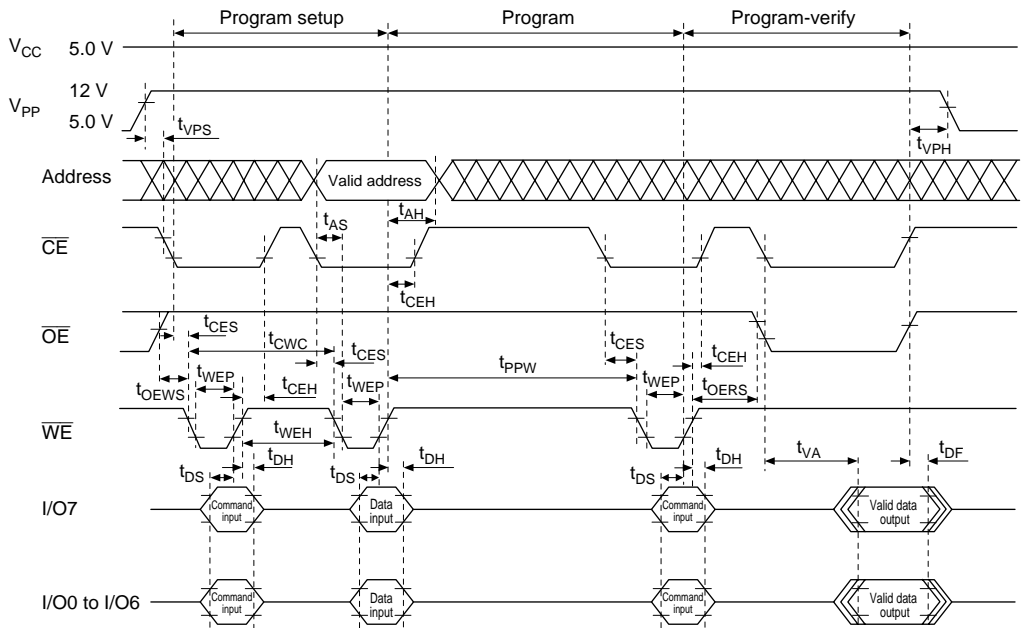 Program setup Program Program-verify
VCC 5.0 V
12 V
VPP
5.0 V
tVPS
tVPH
Address Valid address
tAS tAH
CE
tCEH
OE
tCES tCWC tCES tCES tCEH
tOEWS tWEP tCEH tWEP tPPW tWEP tOERS
WE
tWEH
tDS tDH tDS tDH tDS tDH tVA tDF
I/O7 Command input Data input Command input Valid data output
I/O0 to I/O6 Command input Data input Command input Valid data output